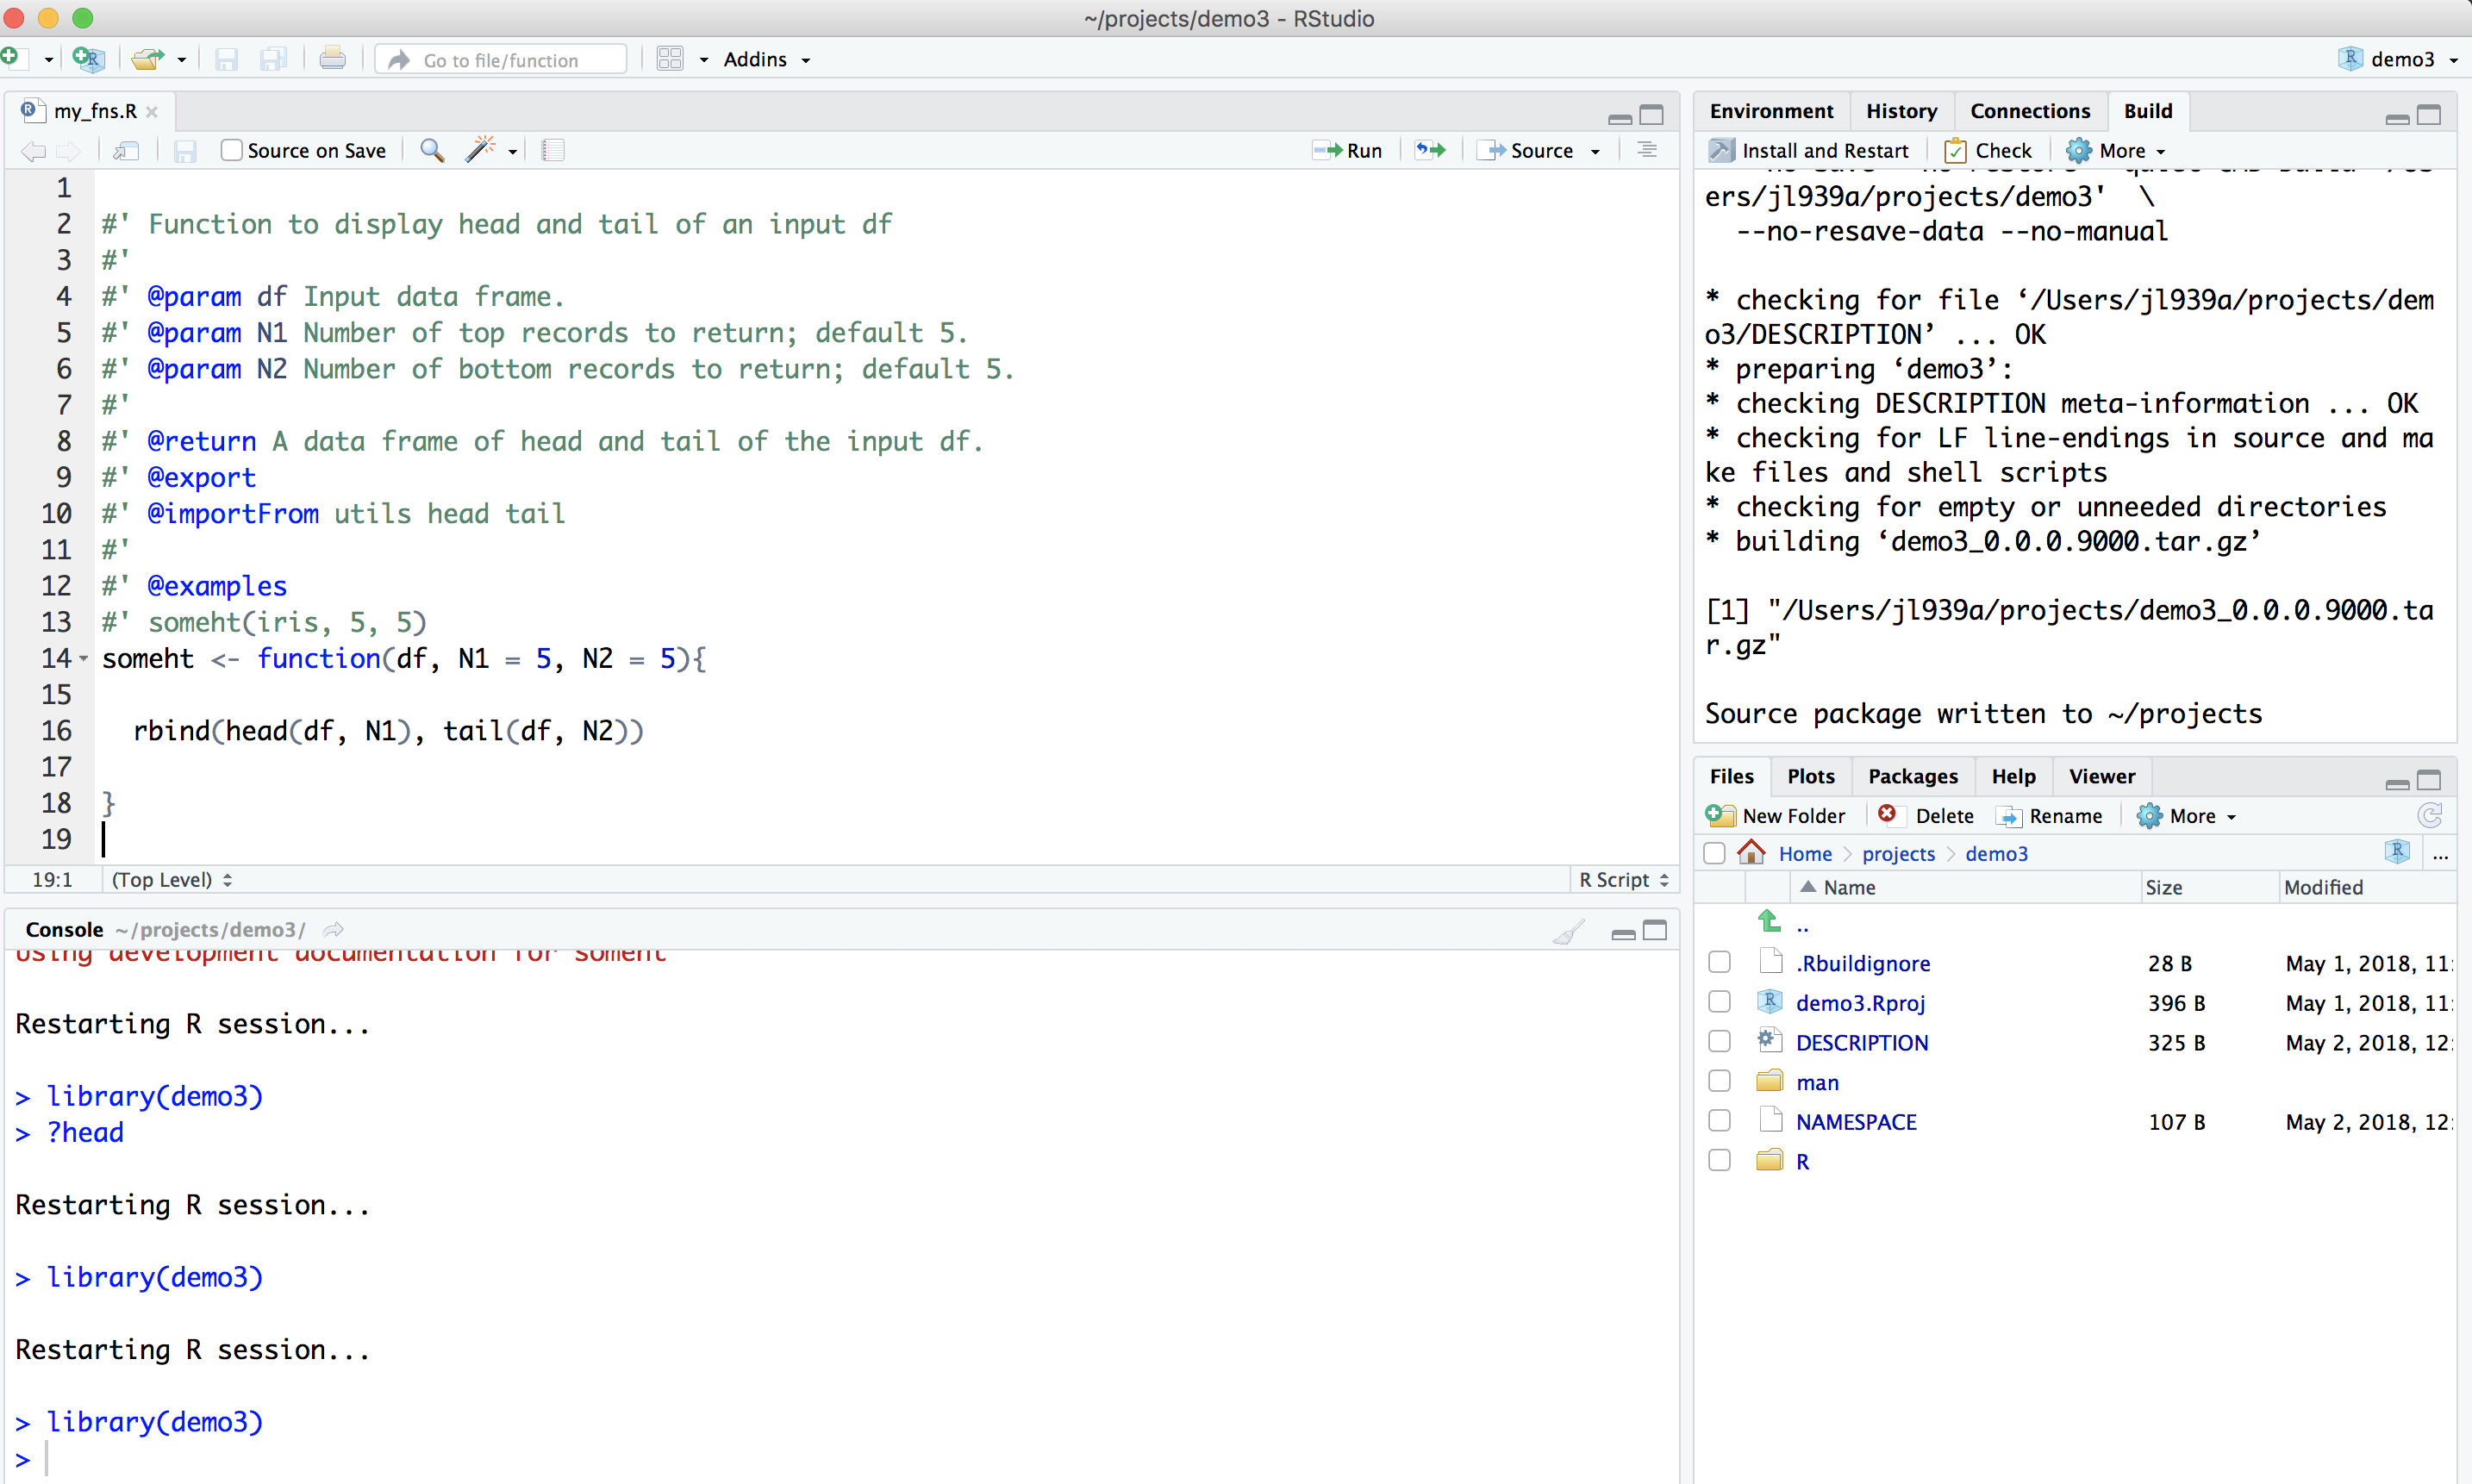 ~/projects/demo3 - RStudio
Go to file/function
Addins
demo3
my_fns.R
Source on Save
Run
Source
1
2 #' Function to display head and tail of an input df
3 #'
4 #' @param df Input data frame.
5 #' @param N1 Number of top records to return; default 5.
6 #' @param N2 Number of bottom records to return; default 5.
7 #'
8 #' @return A data frame of head and tail of the input df.
9 #' @export
10 #' @importFrom utils head tail
11 #'
12 #' @examples
13 #' someht(iris, 5, 5)
14 someht <- function(df, N1 = 5, N2 = 5){
15
16 rbind(head(df, N1), tail(df, N2))
17
18 }
19
19:1 (Top Level) R Script
Console ~/projects/demo3/
Using development documentation for someht
Restarting R session...
> library(demo3)
> ?head
Restarting R session...
> library(demo3)
Restarting R session...
> library(demo3)
>
Environment History Connections Build
Install and Restart Check More
ers/jl939a/projects/demo3' \
--no-resave-data --no-manual
* checking for file ‘/Users/jl939a/projects/dem
o3/DESCRIPTION’ ... OK
* preparing ‘demo3’:
* checking DESCRIPTION meta-information ... OK
* checking for LF line-endings in source and ma
ke files and shell scripts
* checking for empty or unneeded directories
* building ‘demo3_0.0.0.9000.tar.gz’
[1] "/Users/jl939a/projects/demo3_0.0.0.9000.ta
r.gz"
Source package written to ~/projects
Files Plots Packages Help Viewer
New Folder Delete Rename More
Home projects demo3 ...
Name Size Modified
..
.Rbuildignore 28 B May 1, 2018, 11:
demo3.Rproj 396 B May 1, 2018, 11:
DESCRIPTION 325 B May 2, 2018, 12:
man
NAMESPACE 107 B May 2, 2018, 12:
R